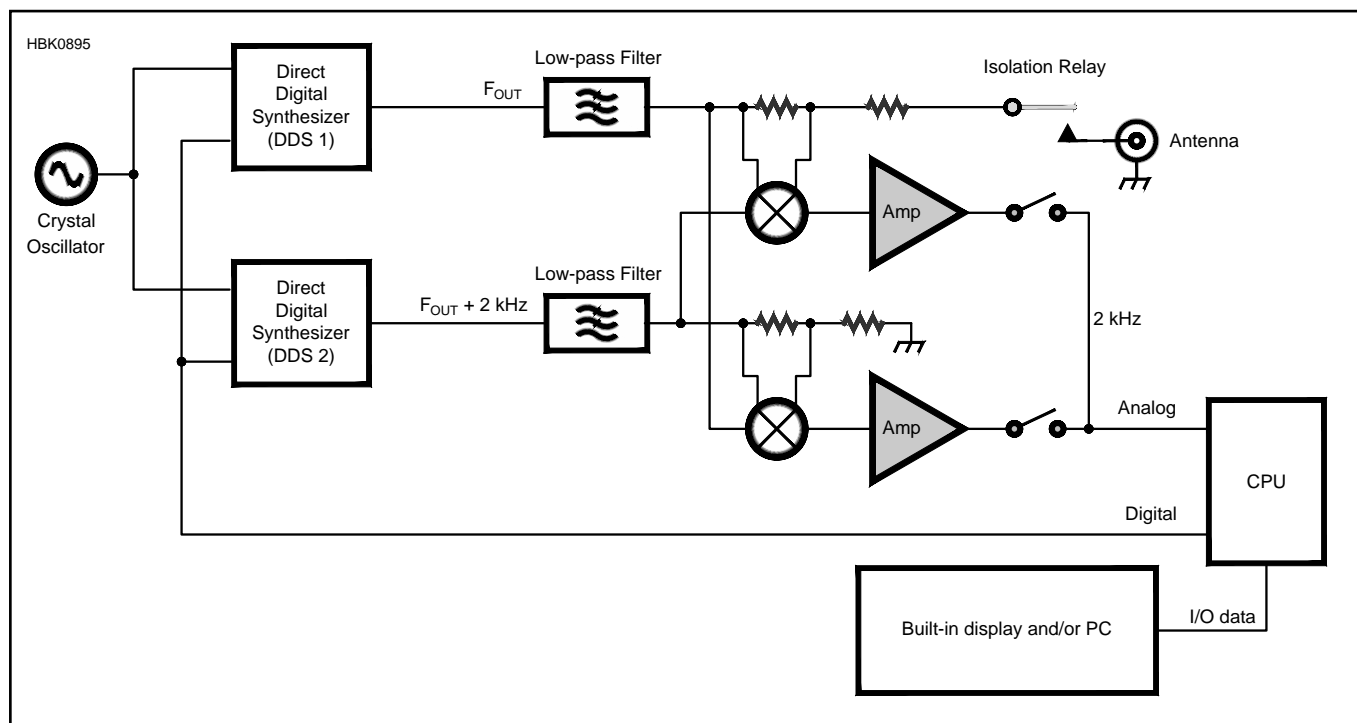 HBK0895
Direct
Digital
Synthesizer
(DDS 1)
F_OUT
Low-pass Filter
Isolation Relay
Antenna
Amp
Crystal
Oscillator
Direct
Digital
Synthesizer
(DDS 2)
F_OUT + 2 kHz
Low-pass Filter
2 kHz
Amp
Analog
CPU
Digital
Built-in display and/or PC
I/O data